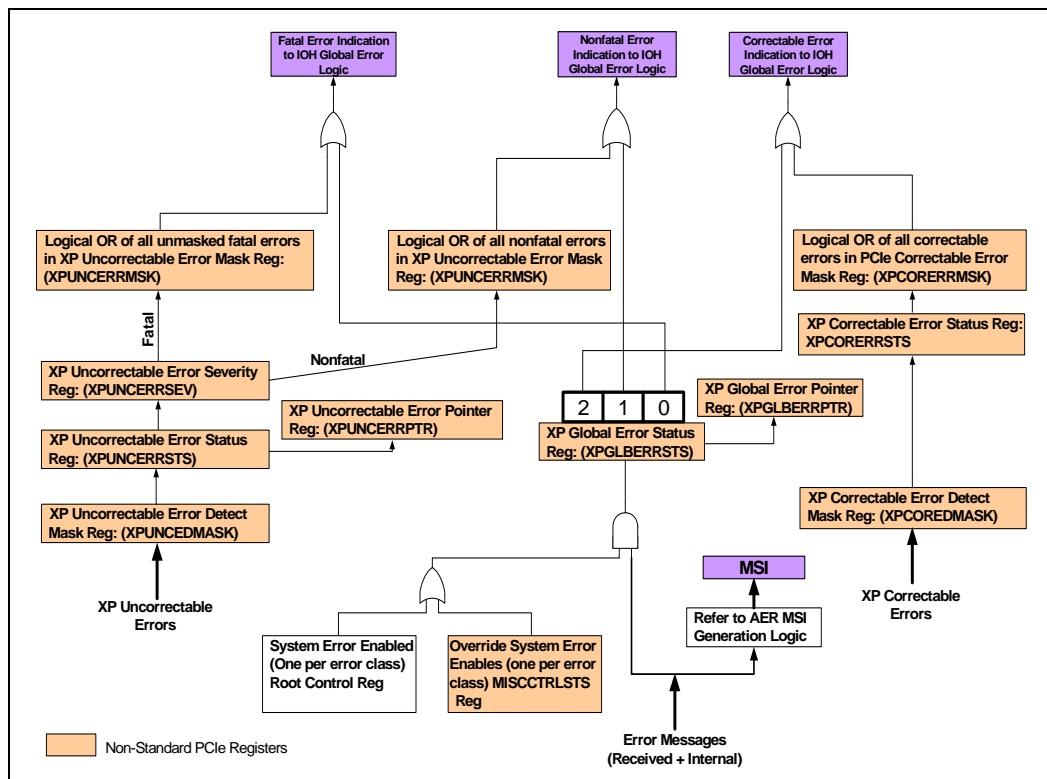 Fatal Error Indication
to IOH Global Error
Logic
Nonfatal Error
Indication to IOH
Global Error Logic
Correctable Error
Indication to IOH
Global Error Logic
Logical OR of all unmasked fatal errors
in XP Uncorrectable Error Mask Reg:
(XPUNCERRMSK)
Logical OR of all nonfatal errors in
XP Uncorrectable Error Mask
Reg: (XPUNCERRMSK)
Logical OR of all correctable
errors in PCIe Correctable Error
Mask Reg: (XPCORERRMSK)
Fatal
Nonfatal
XP Correctable Error Status Reg:
XPCORERRSTS
XP Uncorrectable Error Severity
Reg: (XPUNCERRSEV)
XP Uncorrectable Error Pointer
Reg: (XPUNCERRPTR)
2 1 0
XP Global Error Pointer
Reg: (XPGLBERRPTR)
XP Uncorrectable Error Status
Reg: (XPUNCERRSTS)
XP Global Error Status
Reg: (XPGLBERRSTS)
XP Uncorrectable Error Detect
Mask Reg: (XPUNCEDMASK)
XP Correctable Error Detect
Mask Reg: (XPCOREDMASK)
XP Uncorrectable
Errors
MSI
XP Correctable
Errors
Refer to AER MSI
Generation Logic
System Error Enabled
(One per error class)
Root Control Reg
Override System Error
Enables (one per error
class) MISCCTRLSTS
Reg
Error Messages
(Received + Internal)
Non-Standard PCIe Registers